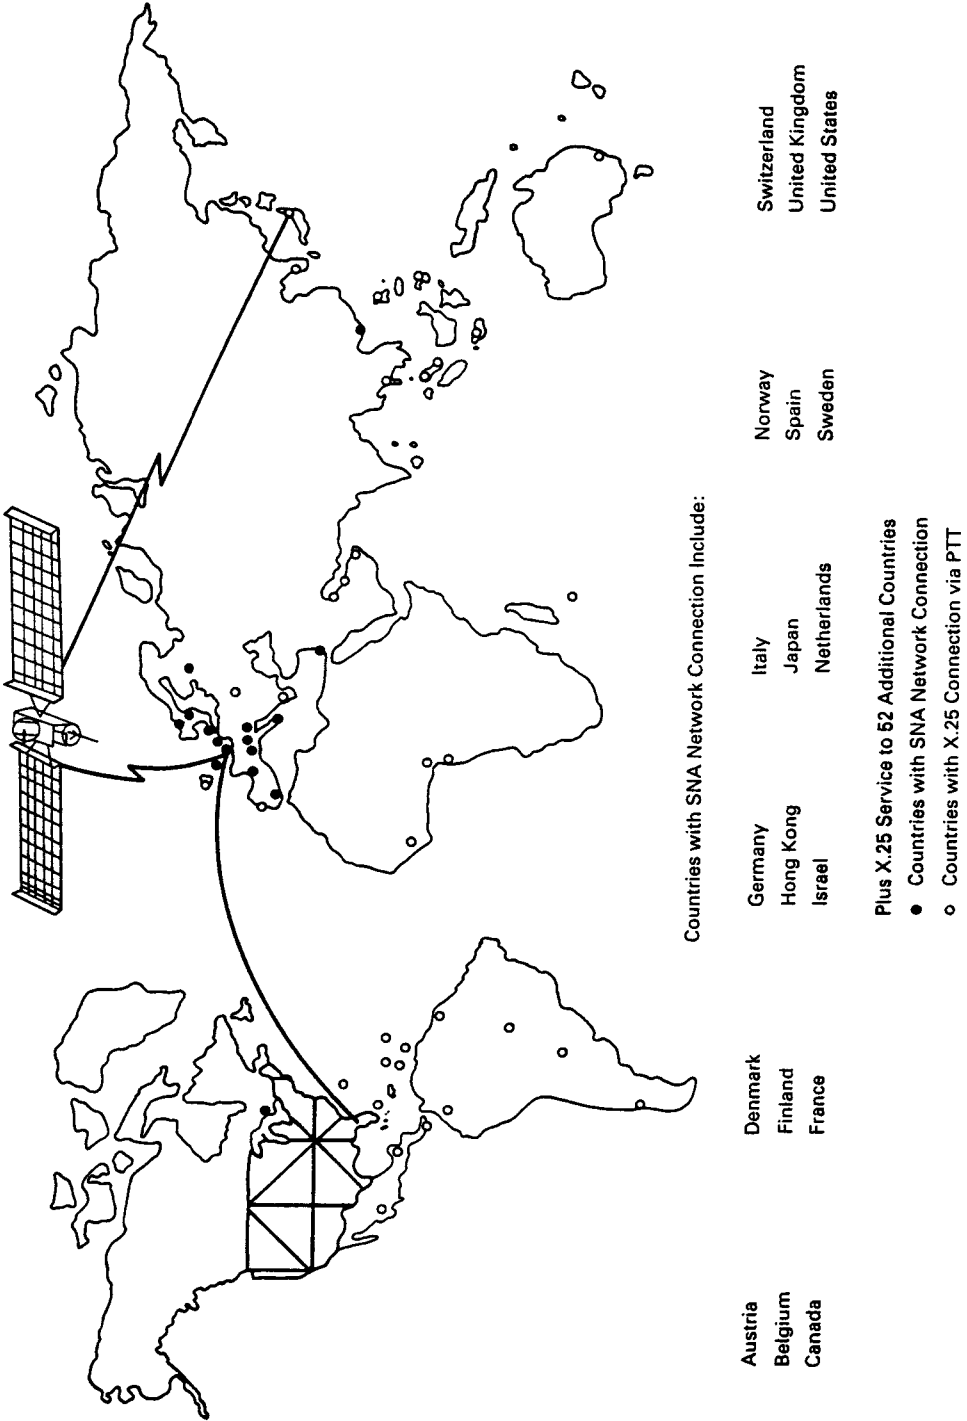 Countries with SNA Network Connection Include:
Austria
Belgium
Canada
Denmark
Finland
France
Germany
Hong Kong
Israel
Italy
Japan
Netherlands
Norway
Spain
Sweden
Switzerland
United Kingdom
United States
Plus X.25 Service to 52 Additional Countries
Countries with SNA Network Connection
Countries with X.25 Connection via PTT